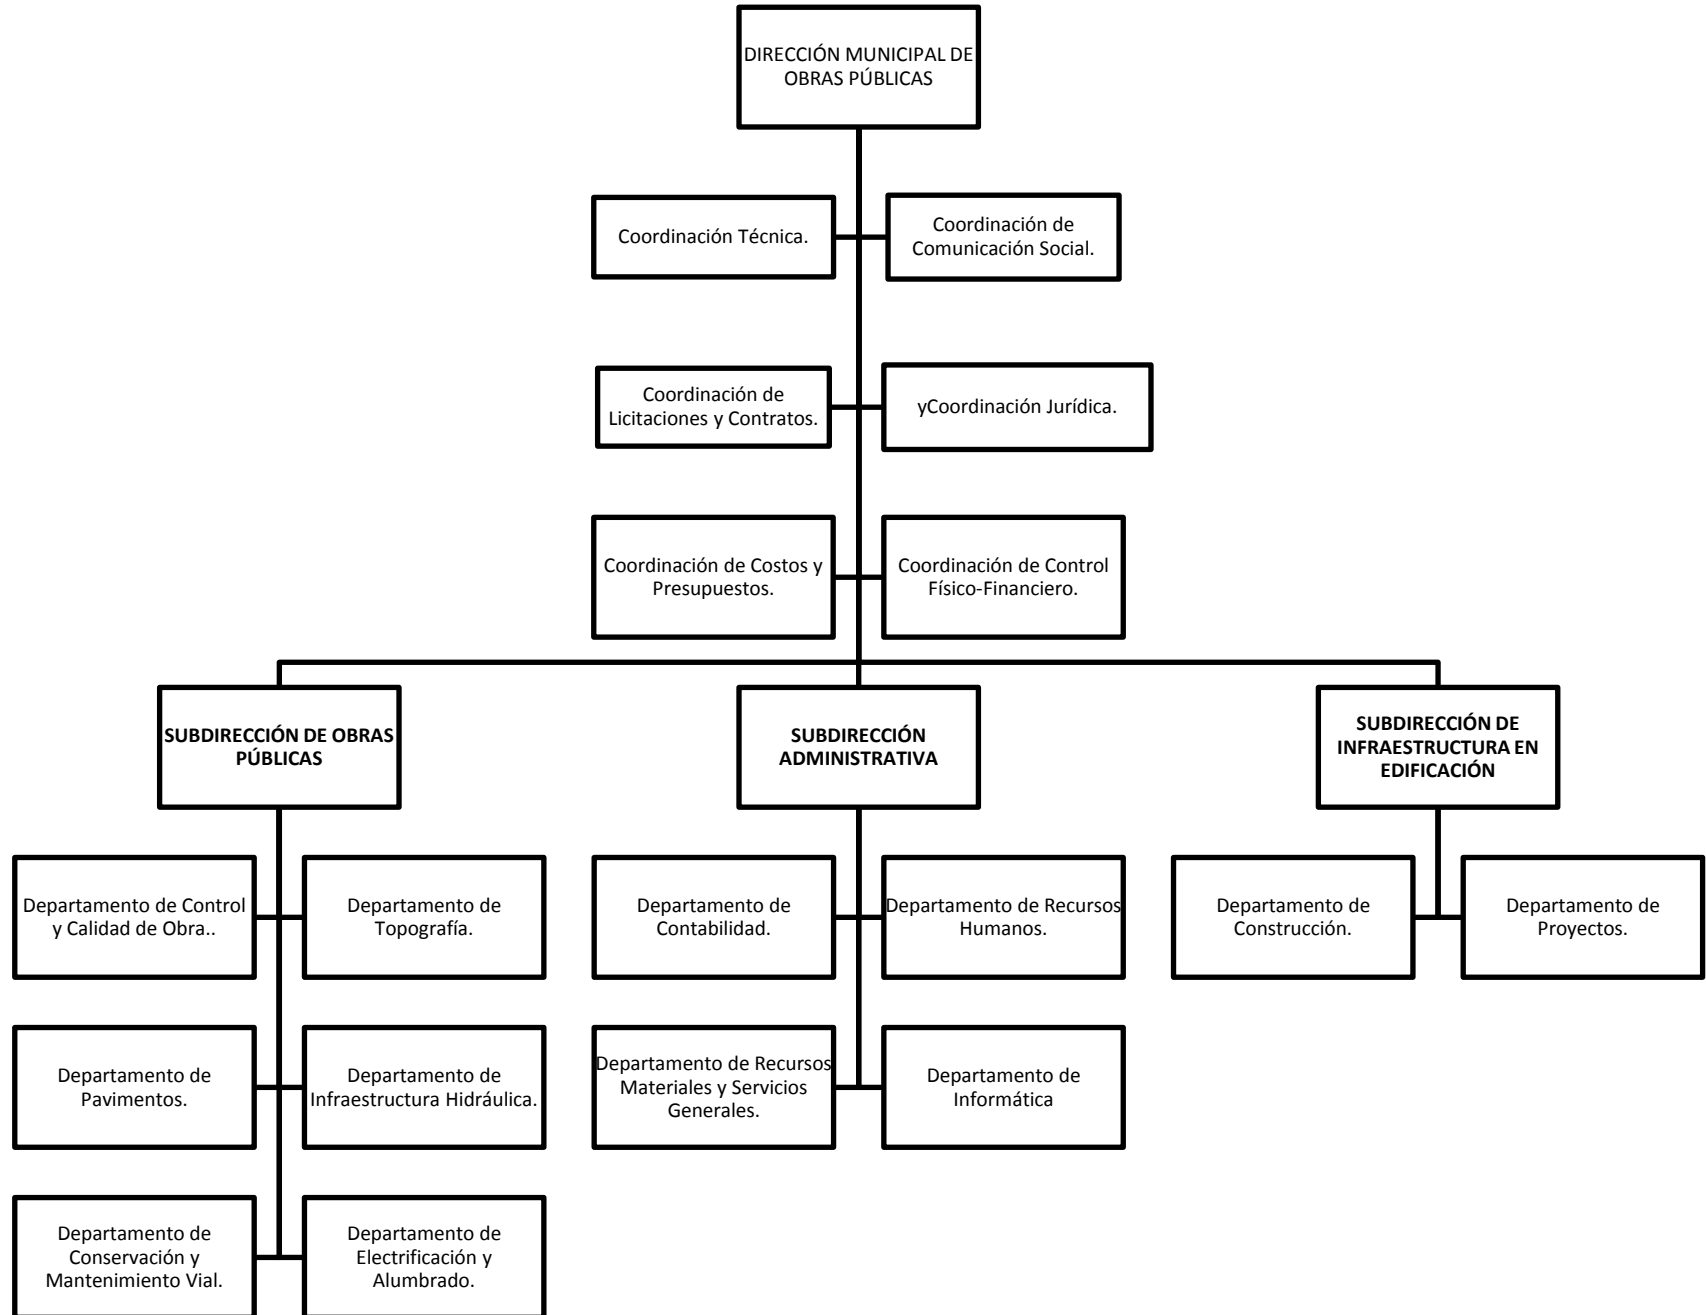 DIRECCIÓN MUNICIPAL DE
OBRAS PÚBLICAS
Coordinación Técnica.
Coordinación de
Comunicación Social.
Coordinación de
Licitaciones y Contratos.
yCoordinación Jurídica.
Coordinación de Costos y
Presupuestos.
Coordinación de Control
Físico-Financiero.
SUBDIRECCIÓN DE OBRAS
PÚBLICAS
SUBDIRECCIÓN
ADMINISTRATIVA
SUBDIRECCIÓN DE
INFRAESTRUCTURA EN
EDIFICACIÓN
Departamento de Control
y Calidad de Obra..
Departamento de
Topografía.
Departamento de
Contabilidad.
Departamento de Recursos
Humanos.
Departamento de
Construcción.
Departamento de
Proyectos.
Departamento de
Pavimentos.
Departamento de
Infraestructura Hidráulica.
Departamento de Recursos
Materiales y Servicios
Generales.
Departamento de
Informática
Departamento de
Conservación y
Mantenimiento Vial.
Departamento de
Electrificación y
Alumbrado.